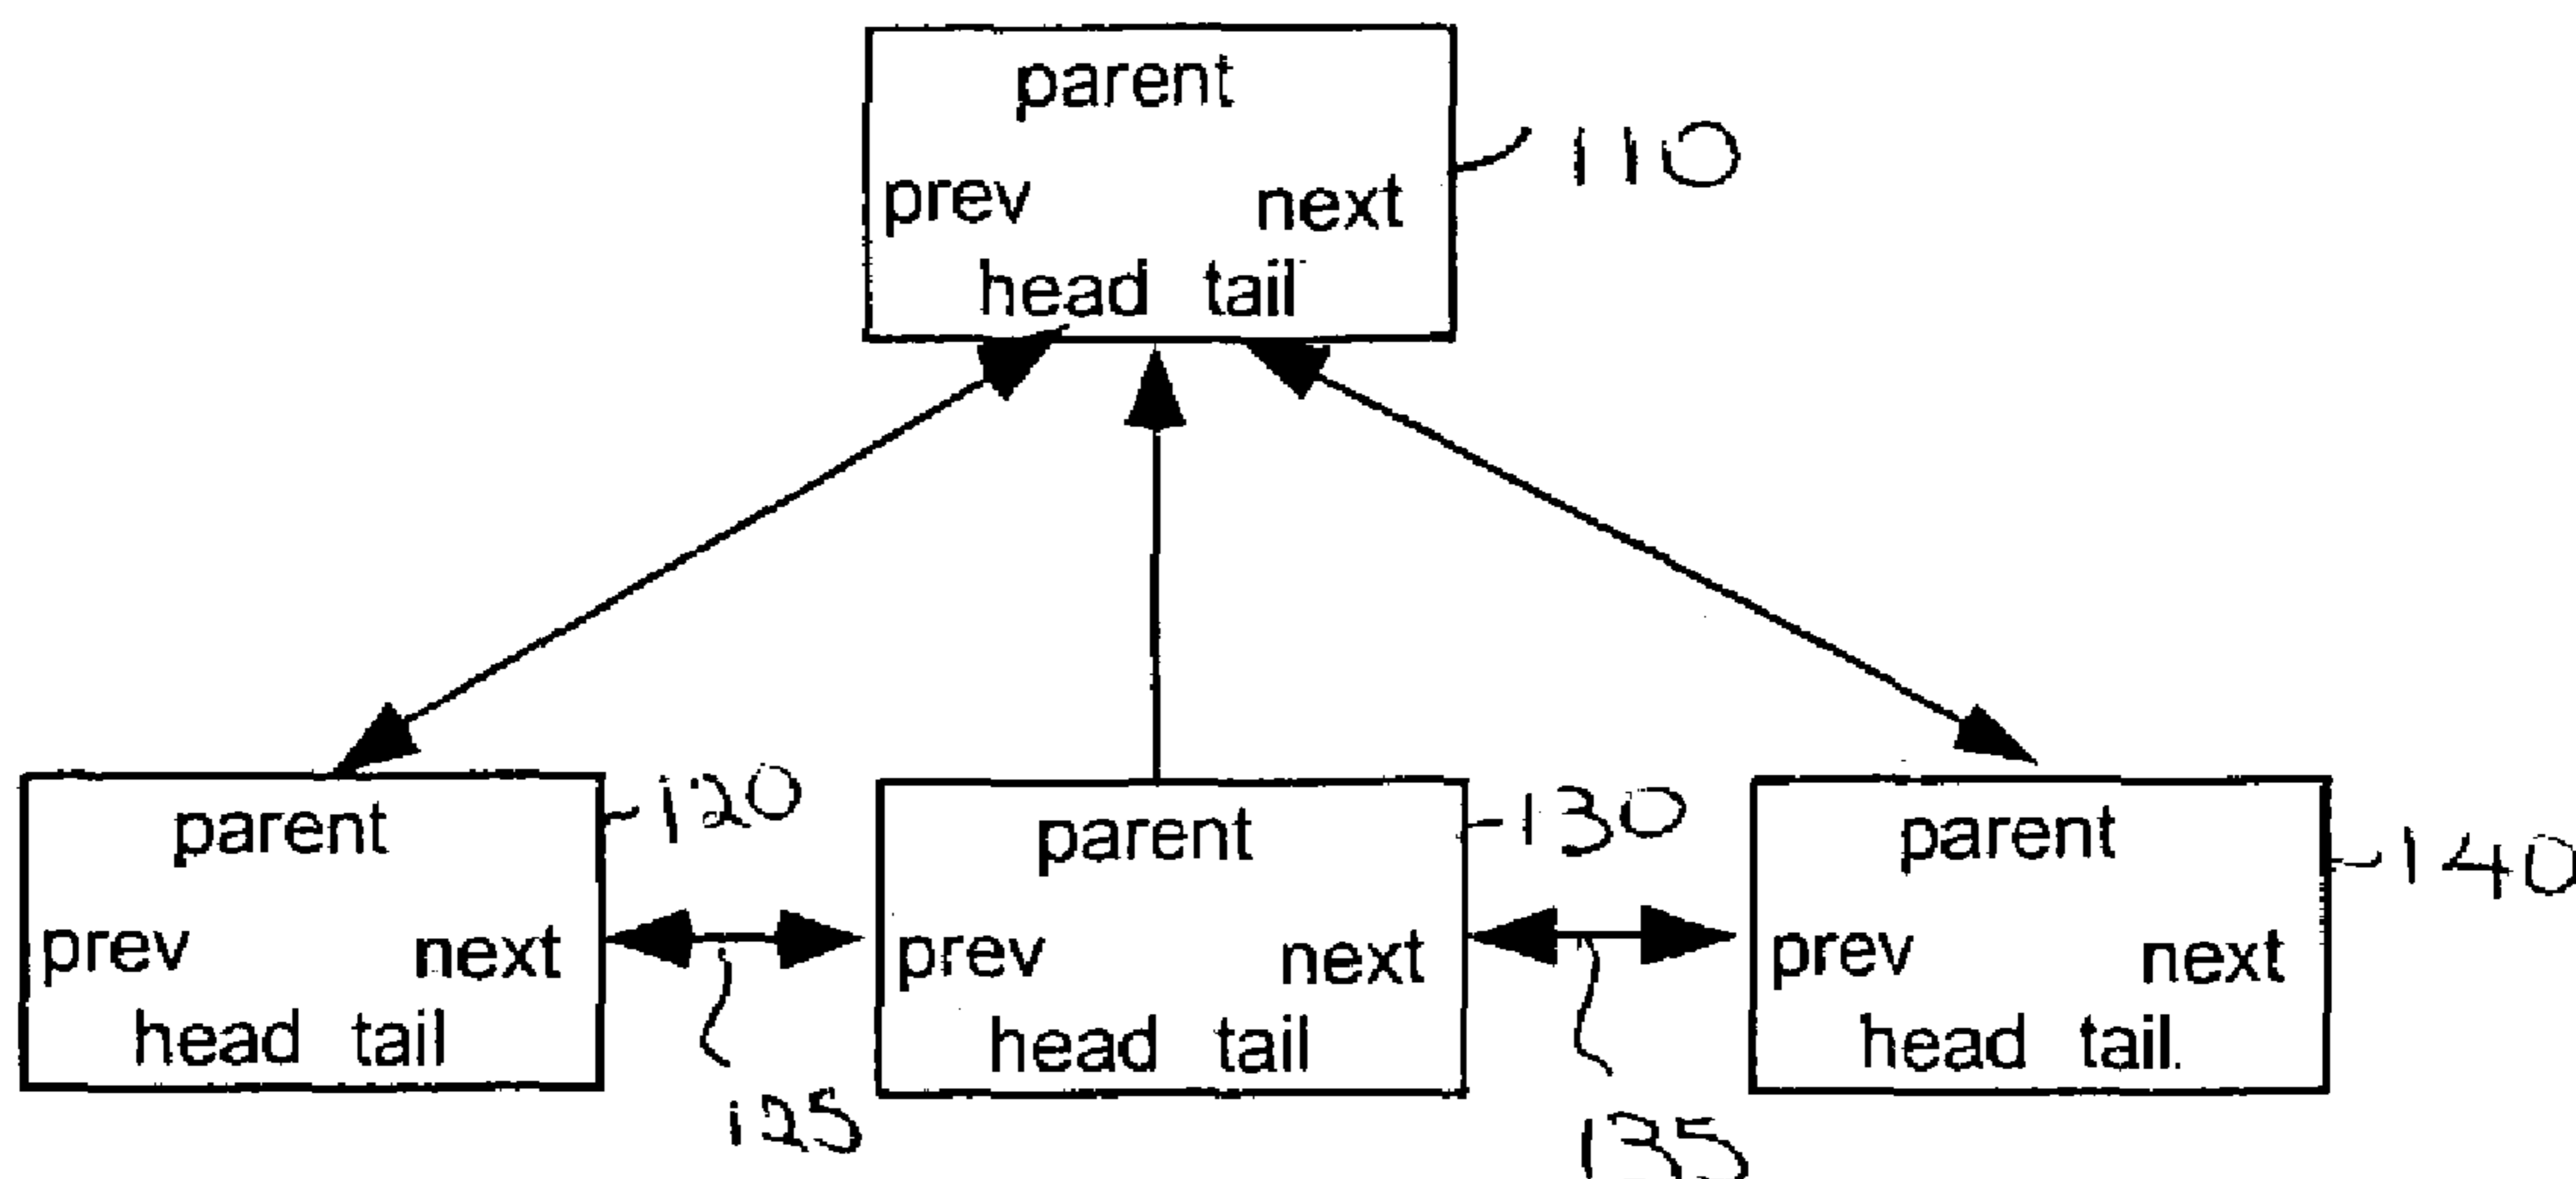 parent
prev next
head tail
110
parent
prev next
head tail
120
125
parent
prev next
head tail
130
135
parent
prev next
head tail
140